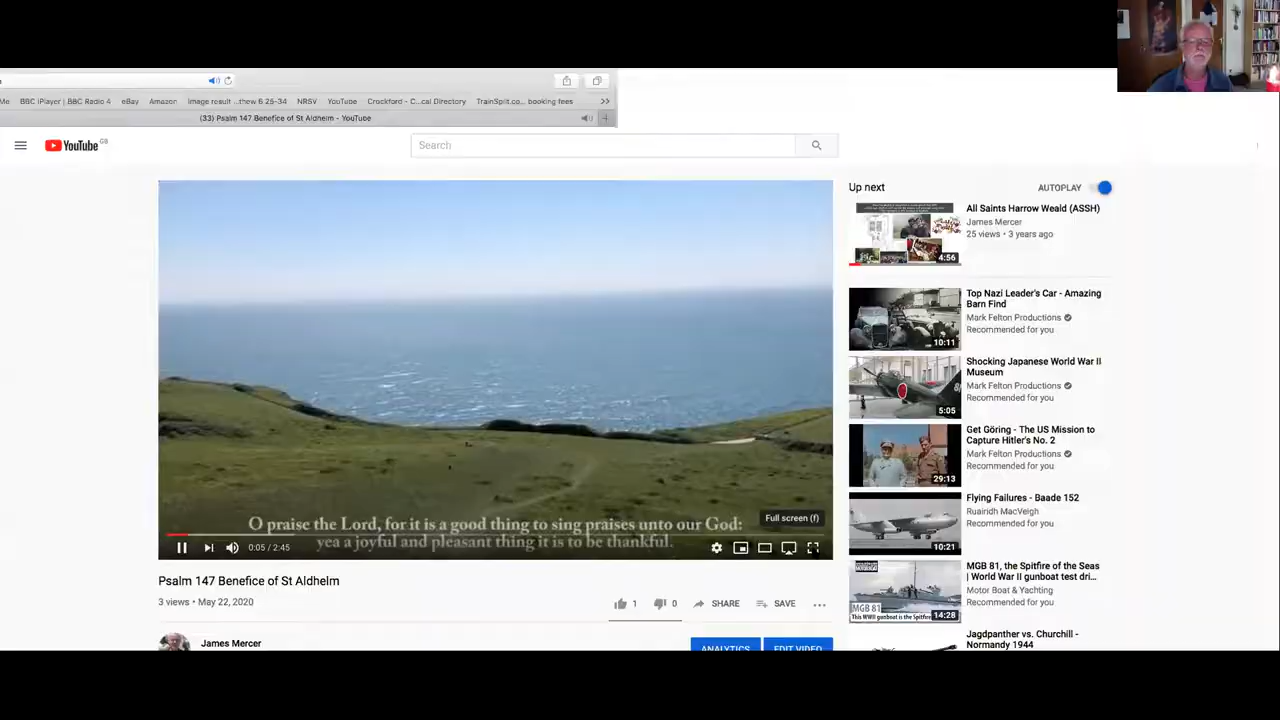 BBC iPlayer | BBC Radio 4 eBay Amazon Image result ...thew 6 25-34 NRSV YouTube Crockford - C...cal Directory TrainSplit.co... booking fees
(33) Psalm 147 Benefice of St Aldhelm - YouTube
YouTube GB
Search
Up next
AUTOPLAY
All Saints Harrow Weald (ASSH)
James Mercer
25 views • 3 years ago
4:56
Top Nazi Leader's Car - Amazing
Barn Find
Mark Felton Productions
Recommended for you
10:11
Shocking Japanese World War II
Museum
Mark Felton Productions
Recommended for you
5:05
Get Göring - The US Mission to
Capture Hitler's No. 2
Mark Felton Productions
Recommended for you
29:13
Flying Failures - Baade 152
Ruairidh MacVeigh
Recommended for you
10:21
MGB 81, the Spitfire of the Seas
| World War II gunboat test dri...
Motor Boat & Yachting
Recommended for you
MGB 81
This WWII gunboat is the Spitfire
14:28
Jagdpanther vs. Churchill -
Normandy 1944
O praise the Lord, for it is a good thing to sing praises unto our God:
yea a joyful and pleasant thing it is to be thankful.
Full screen (f)
0:05 / 2:45
Psalm 147 Benefice of St Aldhelm
3 views • May 22, 2020
1 0 SHARE SAVE
James Mercer
ANALYTICS EDIT VIDEO